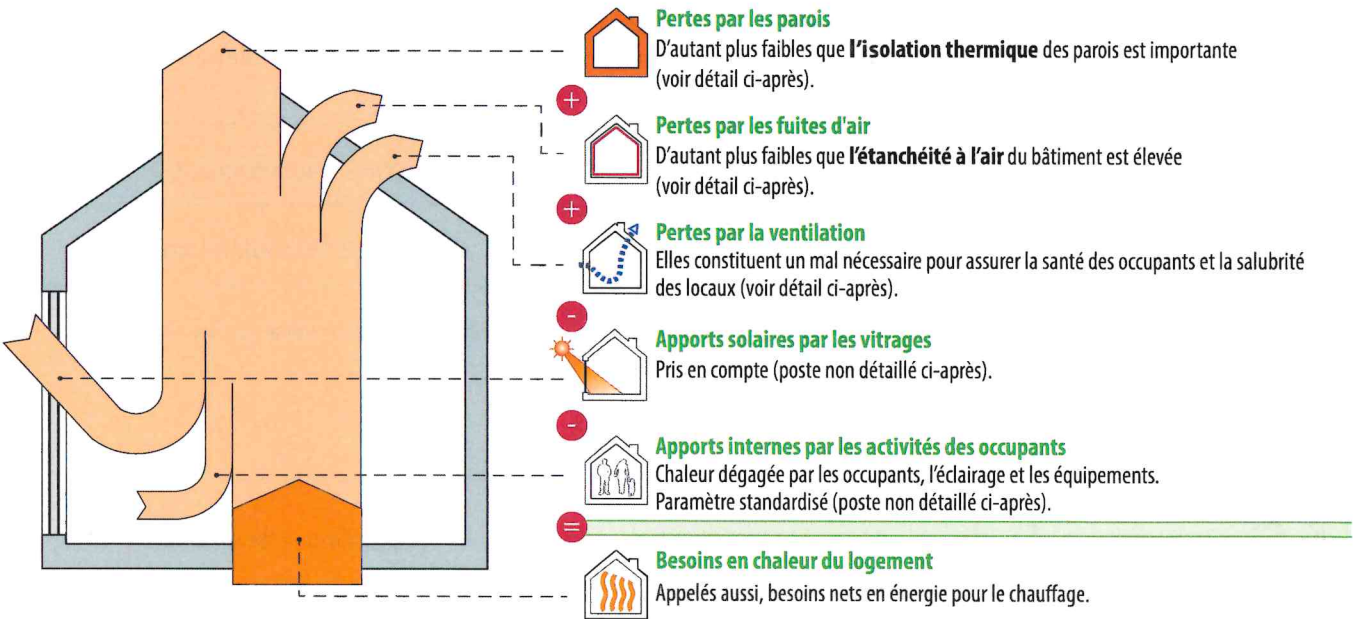 Pertes par les parois
D'autant plus faibles que l'isolation thermique des parois est importante
(voir détail ci-après).
+
Pertes par les fuites d'air
D'autant plus faibles que l'étanchéité à l'air du bâtiment est élevée
(voir détail ci-après).
+
Pertes par la ventilation
Elles constituent un mal nécessaire pour assurer la santé des occupants et la salubrité
des locaux (voir détail ci-après).
-
Apports solaires par les vitrages
Pris en compte (poste non détaillé ci-après).
-
Apports internes par les activités des occupants
Chaleur dégagée par les occupants, l'éclairage et les équipements.
Paramètre standardisé (poste non détaillé ci-après).
=
Besoins en chaleur du logement
Appelés aussi, besoins nets en énergie pour le chauffage.